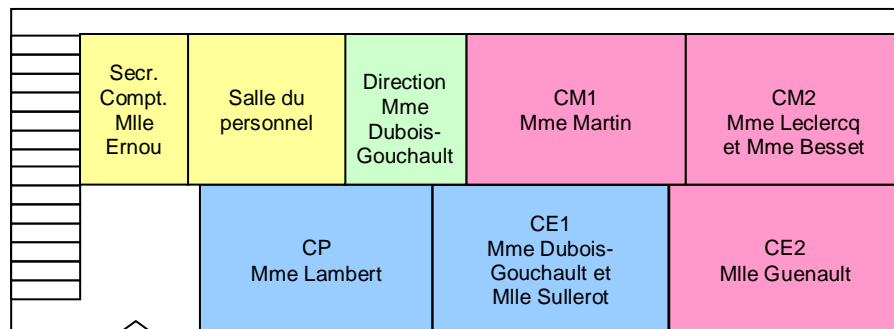 Secr.
Compt.
Mlle
Ernou
Salle du
personnel
Direction
Mme
Dubois-
Gouchault
CM1
Mme Martin
CM2
Mme Leclercq
et Mme Besset
CP
Mme Lambert
CE1
Mme Dubois-
Gouchault et
Mlle Sullerot
CE2
Mlle Guenault